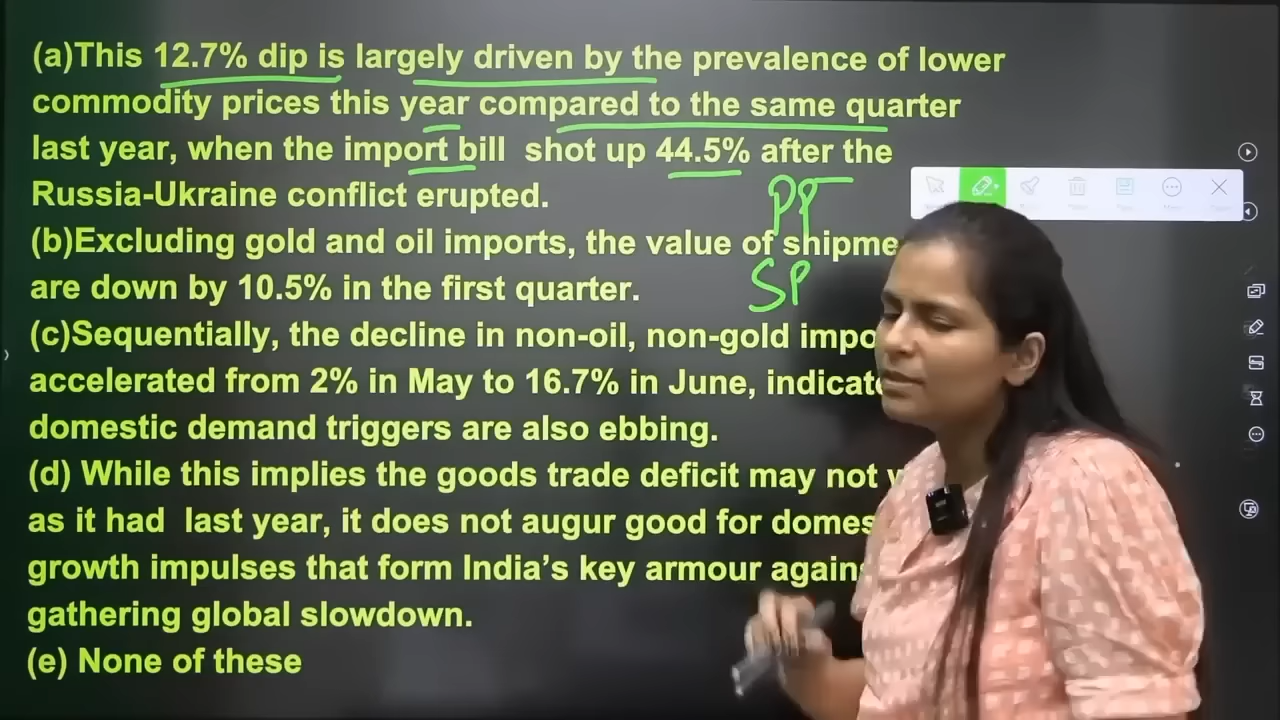 (a)This 12.7% dip is largely driven by the prevalence of lower
commodity prices this year compared to the same quarter
last year, when the import bill shot up 44.5% after the
Russia-Ukraine conflict erupted.
PP
(b)Excluding gold and oil imports, the value of
are down by 10.5% in the first quarter.
SP
(c)Sequentially, the decline in non-oil, non-gold
accelerated from 2% in May to 16.7% in June,
domestic demand triggers are also ebbing.
(d) While this implies the goods trade deficit may not
as it had last year, it does not augur good for
growth impulses that form India's key armour
gathering global slowdown.
(e) None of these